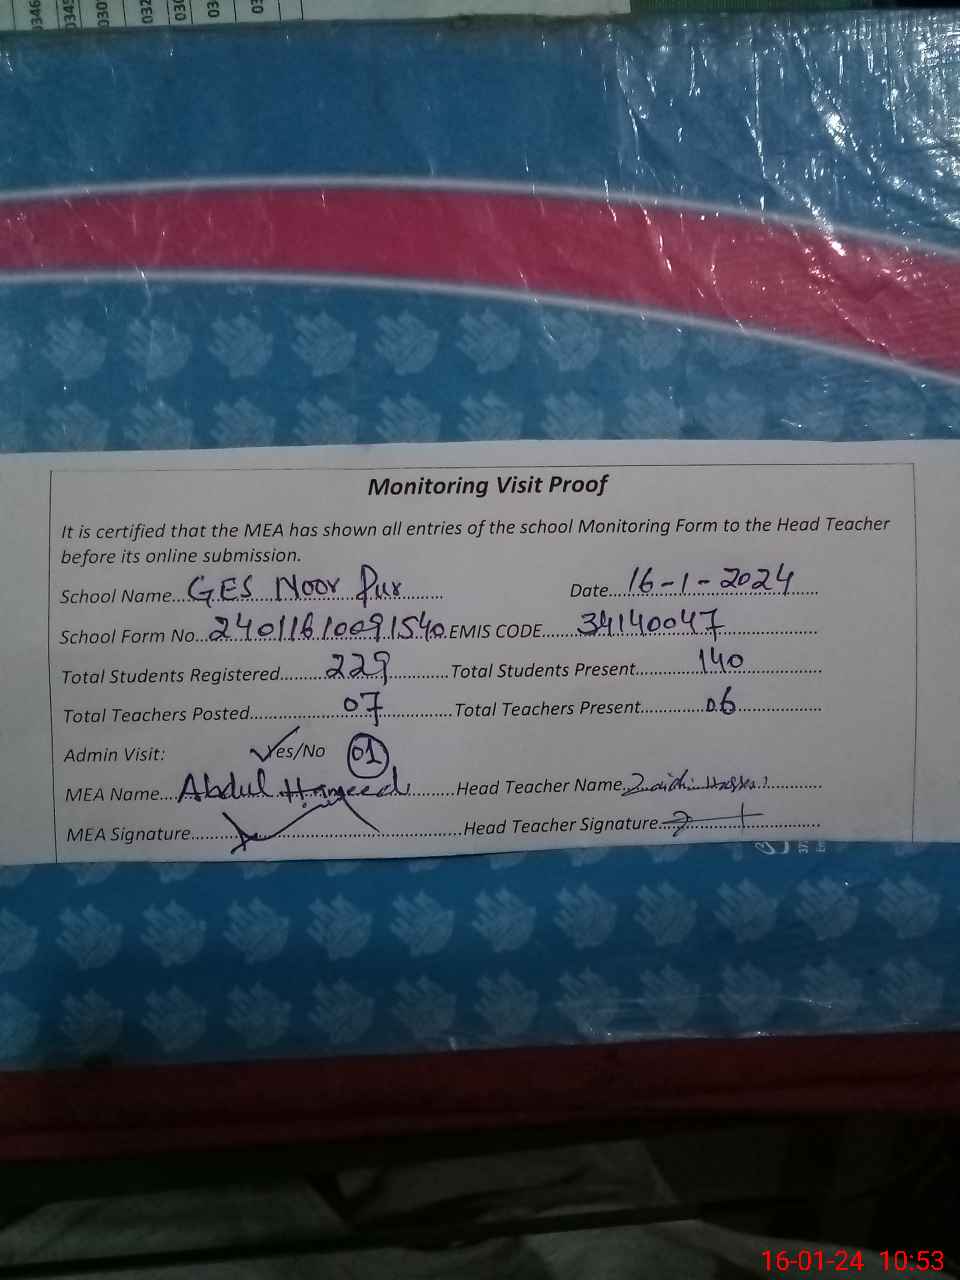 Monitoring Visit Proof
It is certified that the MEA has shown all entries of the school Monitoring Form to the Head Teacher
before its online submission.
School Name...GES Noor Pur......... Date...16-1-2024......
School Form No...24011610091540.EMIS CODE......34140047..................
Total Students Registered.........229............Total Students Present.............140................
Total Teachers Posted....................07...............Total Teachers Present.............06................
Admin Visit: Yes/No 01
MEA Name....Abdul Hameed.........Head Teacher Name..............
MEA Signature.............................Head Teacher Signature..............
16-01-24 10:53